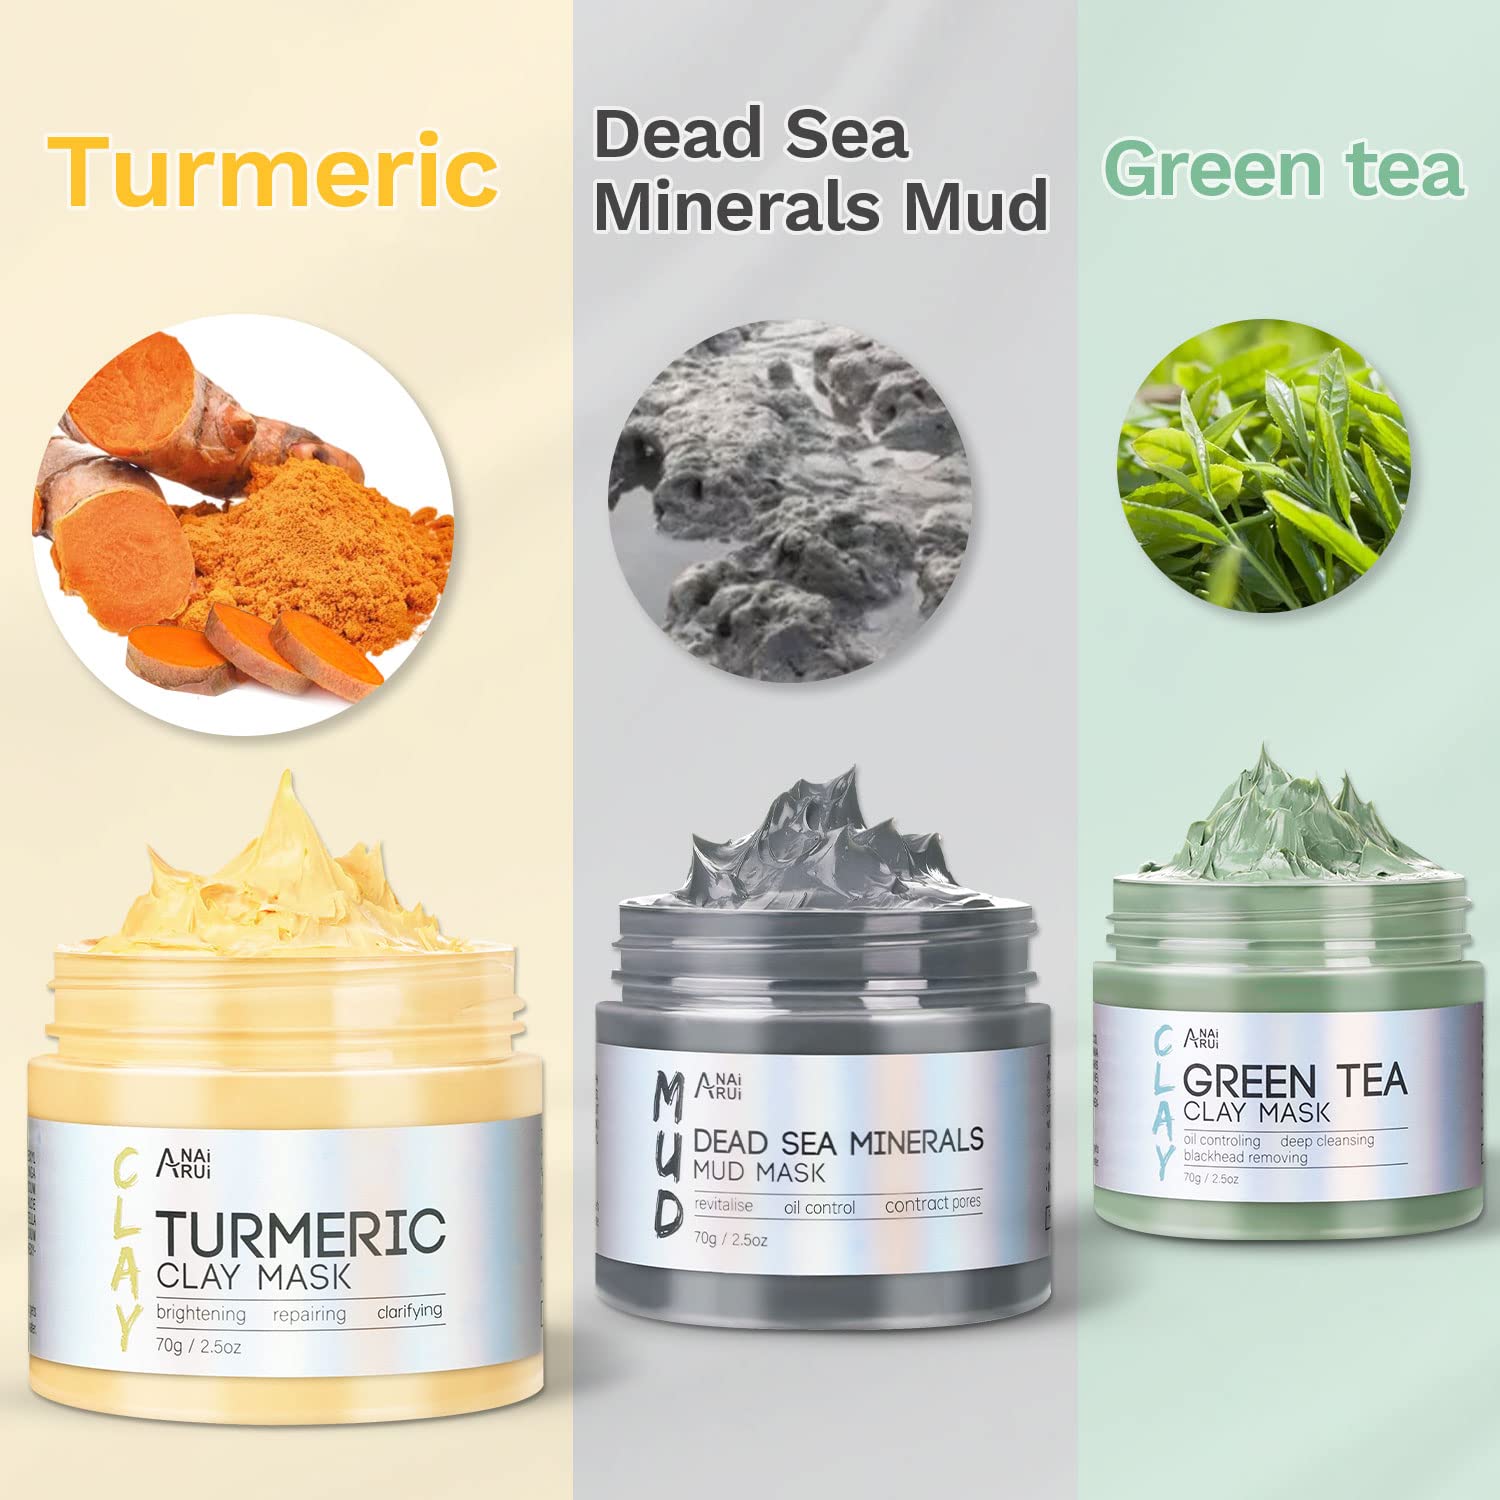 Turmeric
Dead Sea
Minerals Mud
Green tea
CLAY
ANAi
ARUi
TURMERIC
CLAY MASK
brightening repairing clarifying
70g / 2.5oz
MUD
ANAi
ARUi
DEAD SEA MINERALS
MUD MASK
revitalise oil control contract pores
70g / 2.5oz
CLAY
ANAi
ARUi
GREEN TEA
CLAY MASK
oil controling deep cleansing
blackhead removing
70g / 2.5oz